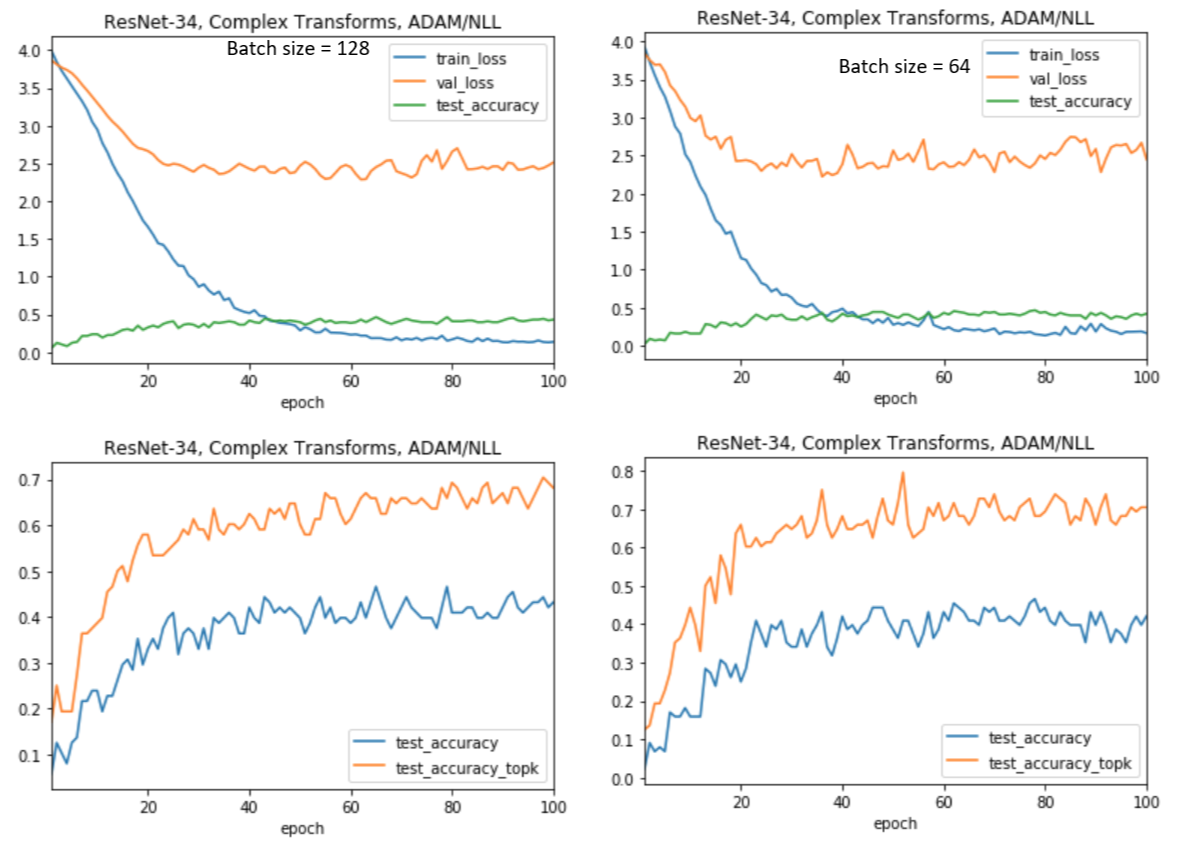 ResNet-34, Complex Transforms, ADAM/NLL
Batch size = 128
train_loss
val_loss
test_accuracy
4.0
3.5
3.0
2.5
2.0
1.5
1.0
0.5
0.0
20 40 60 80 100
epoch
ResNet-34, Complex Transforms, ADAM/NLL
Batch size = 64
train_loss
val_loss
test_accuracy
4.0
3.5
3.0
2.5
2.0
1.5
1.0
0.5
0.0
20 40 60 80 100
epoch
ResNet-34, Complex Transforms, ADAM/NLL
0.7
0.6
0.5
0.4
0.3
0.2
0.1
test_accuracy
test_accuracy_topk
20 40 60 80 100
epoch
ResNet-34, Complex Transforms, ADAM/NLL
0.8
0.7
0.6
0.5
0.4
0.3
0.2
0.1
0.0
test_accuracy
test_accuracy_topk
20 40 60 80 100
epoch